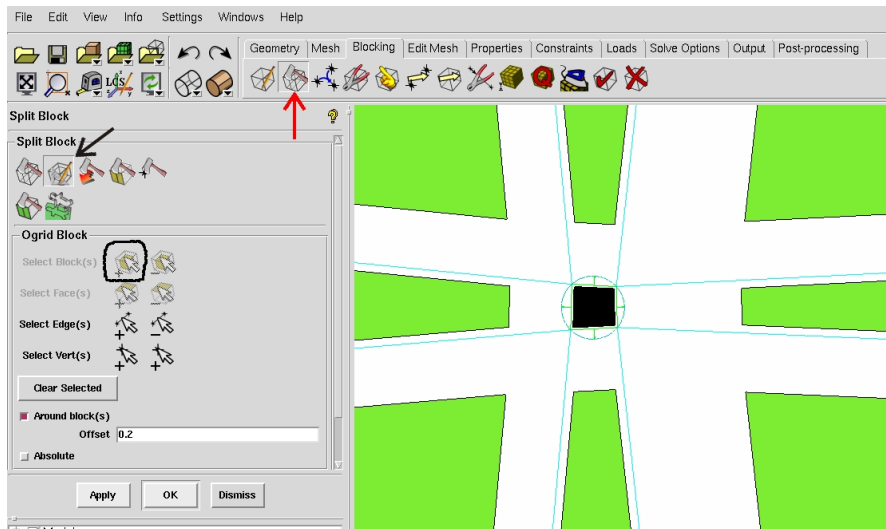 File Edit View Info Settings Windows Help
Geometry Mesh Blocking Edit Mesh Properties Constraints Loads Solve Options Output Post-processing
LCS
Split Block
Split Block
Ogrid Block
Select Block(s)
Select Face(s)
Select Edge(s)
Select Vert(s)
Clear Selected
Around block(s)
Offset 0.2
Absolute
Apply OK Dismiss